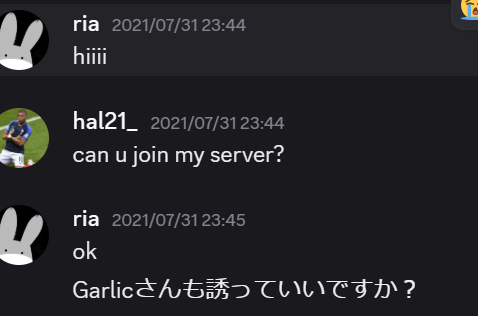 ria 2021/07/31 23:44
hiiii
hal21_ 2021/07/31 23:44
can u join my server?
ria 2021/07/31 23:45
ok
Garlicさんも誘っていいですか？